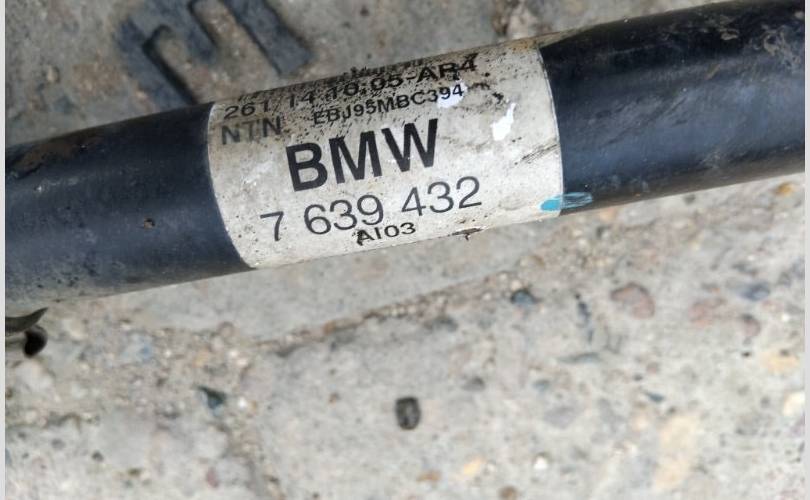 261 14 10:05-AR4
NTN EBJ95MBC394
BMW
7 639 432
AI03